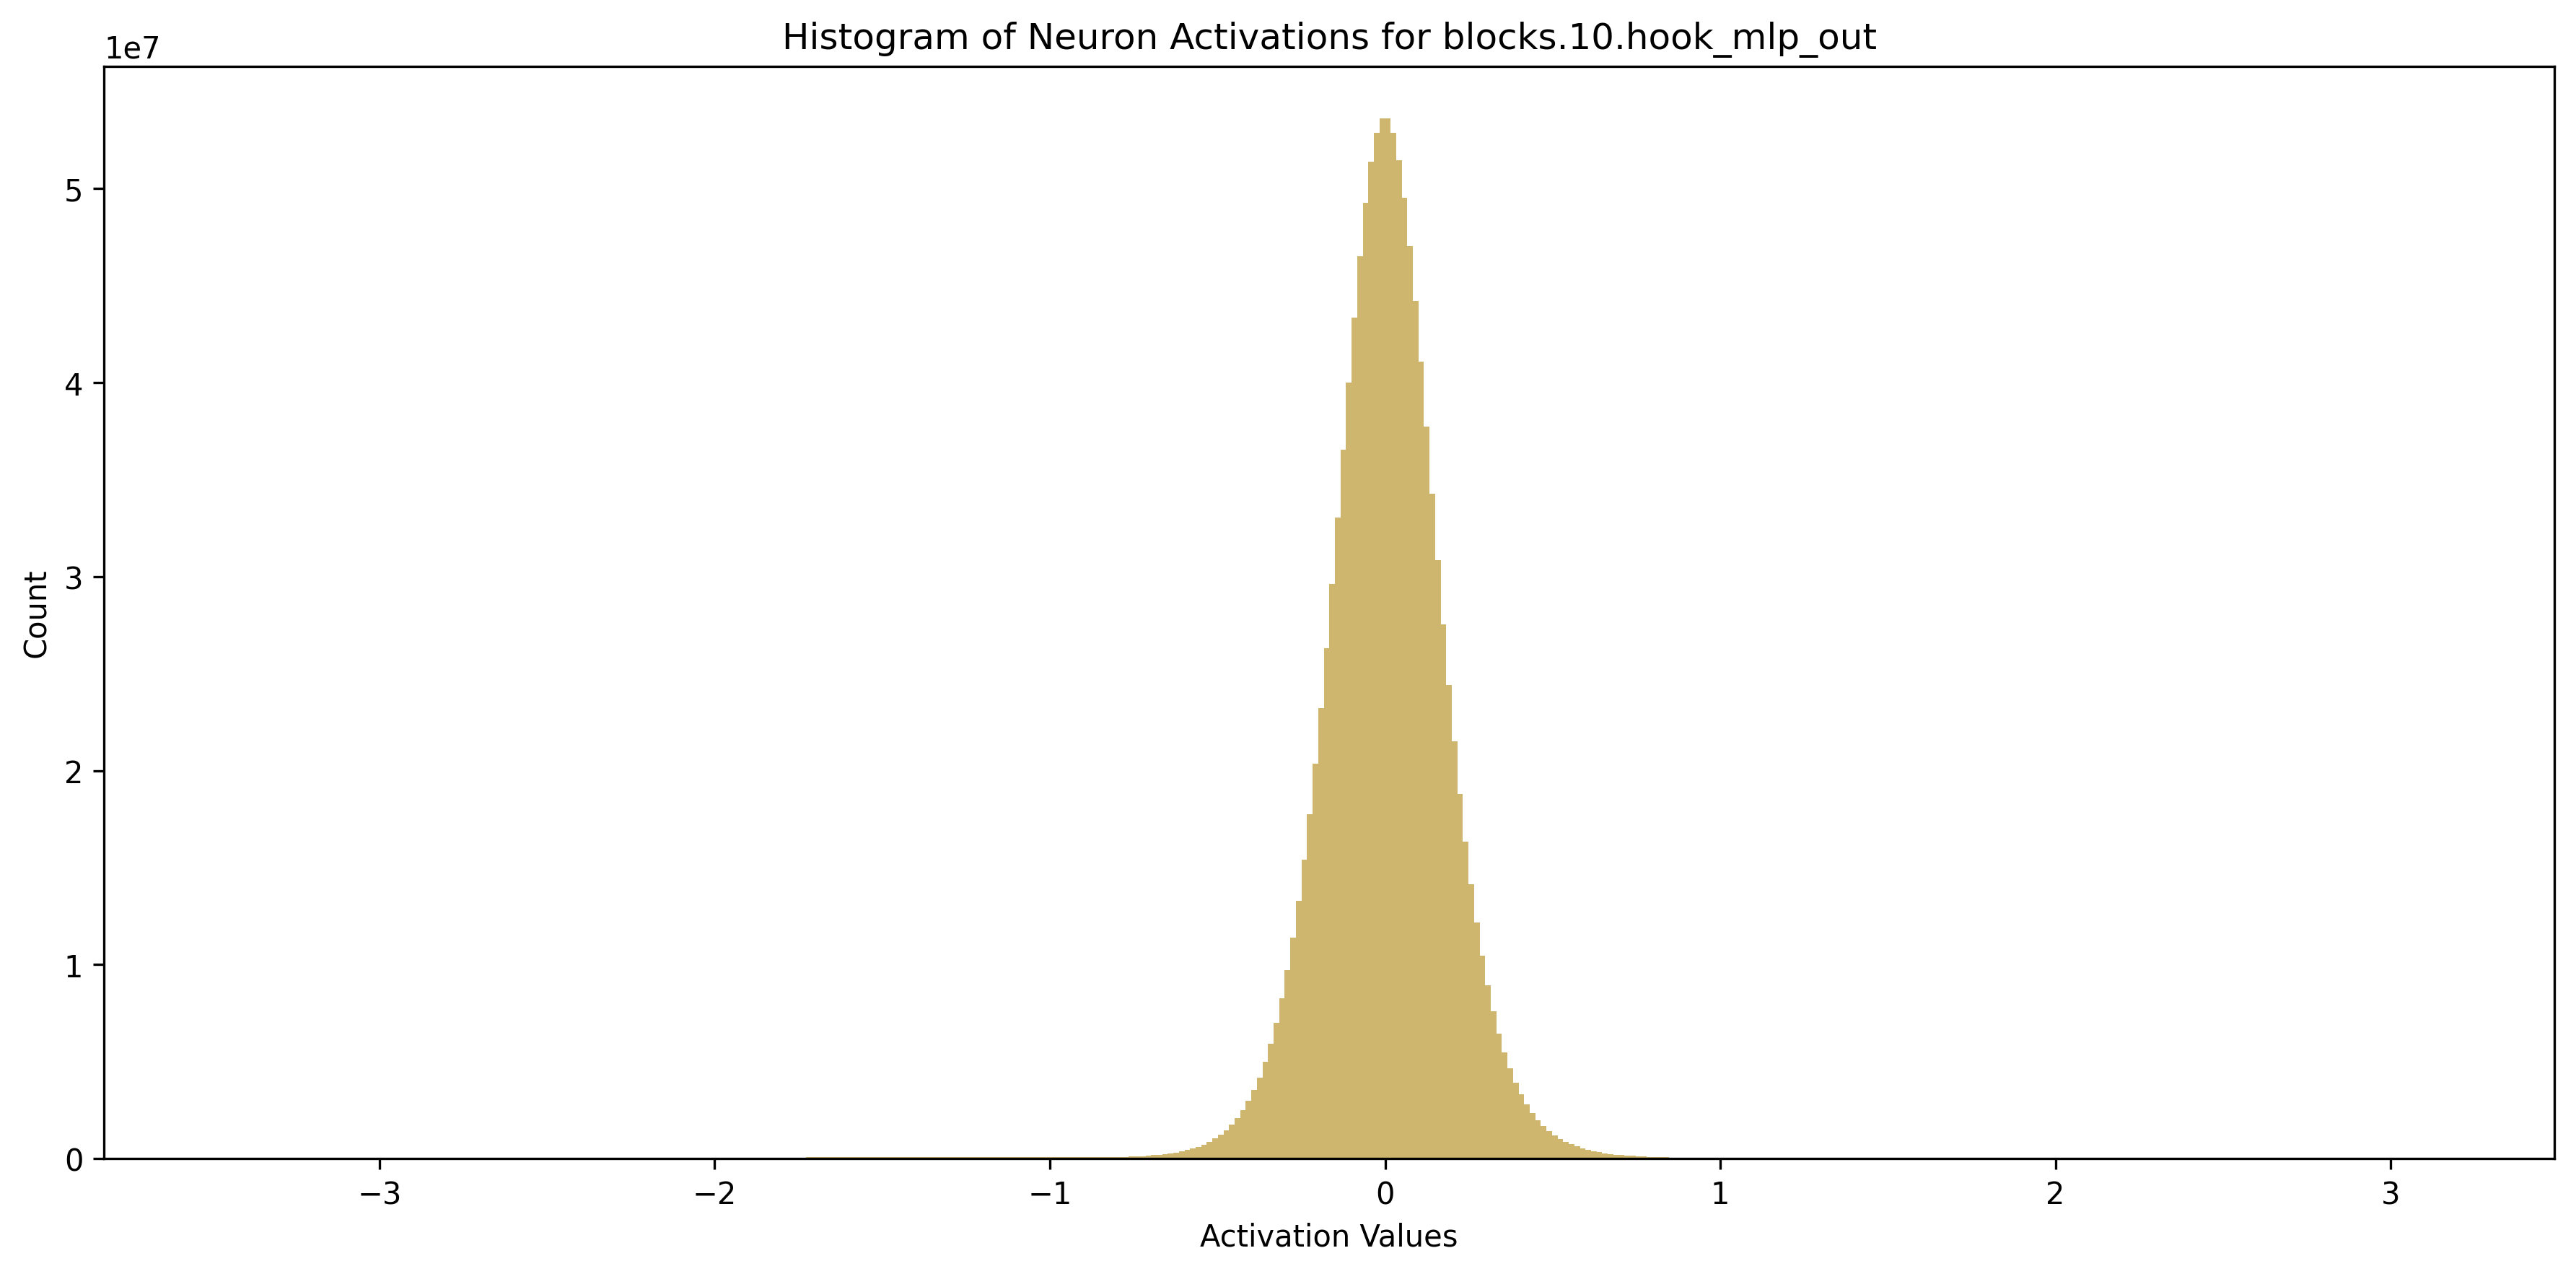 Histogram of Neuron Activations for blocks.10.hook_mlp_out
1e7
5
4
3
2
1
0
Count
−3 −2 −1 0 1 2 3
Activation Values